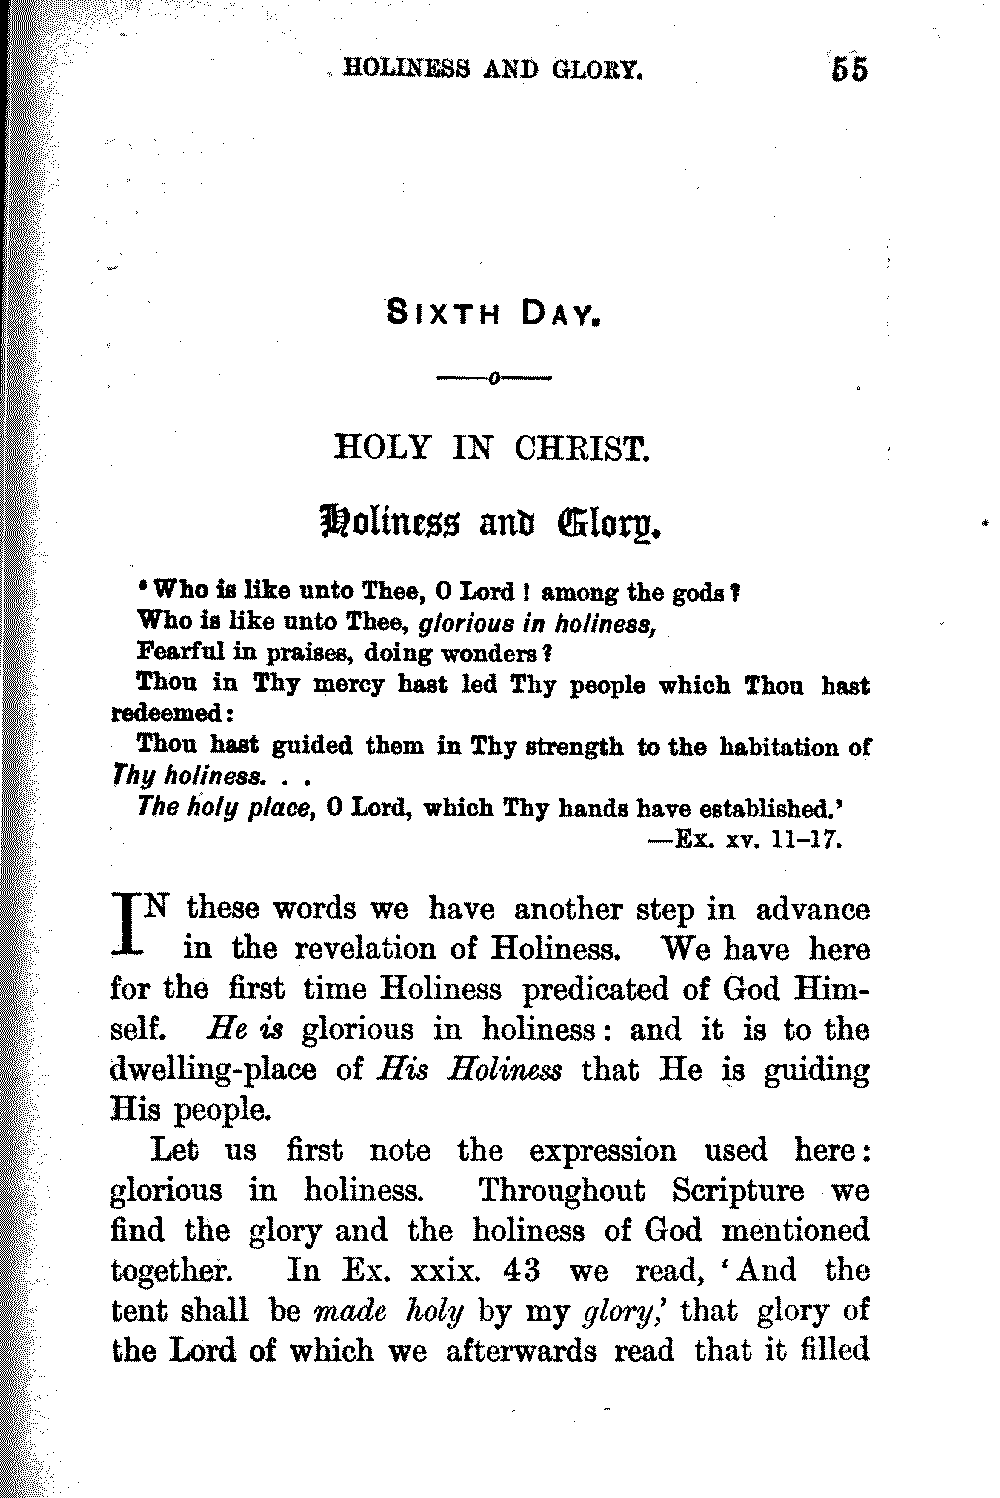 HOLINESS AND GLORY. 55
SIXTH DAY.
——o——
HOLY IN CHRIST.
Holiness and Glory.
‘Who is like unto Thee, O Lord! among the gods?
Who is like unto Thee, glorious in holiness,
Fearful in praises, doing wonders?
Thou in Thy mercy hast led Thy people which Thou hast
redeemed:
Thou hast guided them in Thy strength to the habitation of
Thy holiness. . .
The holy place, O Lord, which Thy hands have established.’
—Ex. xv. 11–17.
IN these words we have another step in advance
in the revelation of Holiness. We have here
for the first time Holiness predicated of God Him-
self. He is glorious in holiness: and it is to the
dwelling-place of His Holiness that He is guiding
His people.
Let us first note the expression used here:
glorious in holiness. Throughout Scripture we
find the glory and the holiness of God mentioned
together. In Ex. xxix. 43 we read, ‘And the
tent shall be made holy by my glory,’ that glory of
the Lord of which we afterwards read that it filled